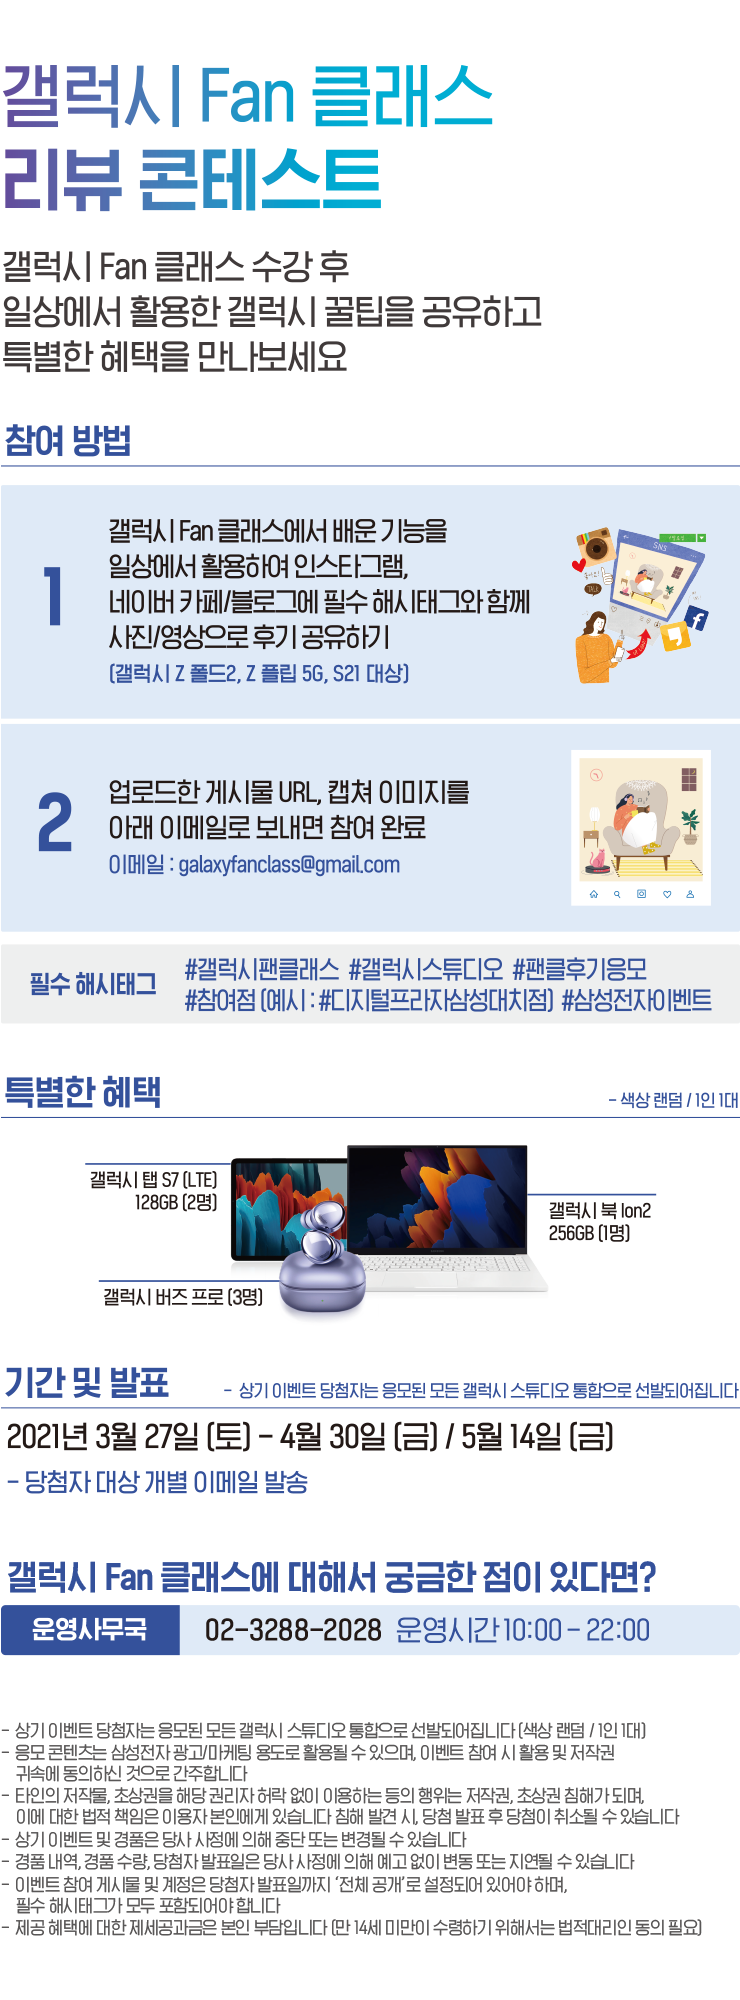 갤럭시 Fan 클래스
리뷰 콘테스트
갤럭시 Fan 클래스 수강 후
일상에서 활용한 갤럭시 꿀팁을 공유하고
특별한 혜택을 만나보세요
참여 방법
1
갤럭시 Fan 클래스에서 배운 기능을
일상에서 활용하여 인스타그램,
네이버 카페/블로그에 필수 해시태그와 함께
사진/영상으로 후기 공유하기
(갤럭시 Z 폴드2, Z 플립 5G, S21 대상)
SNS
2
업로드한 게시물 URL, 캡쳐 이미지를
아래 이메일로 보내면 참여 완료
이메일 : galaxyfanclass@gmail.com
필수 해시태그
#갤럭시팬클래스 #갤럭시스튜디오 #팬클후기응모
#참여점 (예시 : #디지털프라자삼성대치점) #삼성전자이벤트
특별한 혜택
- 색상 랜덤 / 1인 1대
갤럭시 탭 S7 (LTE)
128GB (2명)
갤럭시 북 Ion2
256GB (1명)
갤럭시 버즈 프로 (3명)
기간 및 발표
- 상기 이벤트 당첨자는 응모된 모든 갤럭시 스튜디오 통합으로 선발되어집니다
2021년 3월 27일 (토) - 4월 30일 (금) / 5월 14일 (금)
- 당첨자 대상 개별 이메일 발송
갤럭시 Fan 클래스에 대해서 궁금한 점이 있다면?
운영사무국
02-3288-2028 운영시간 10:00 - 22:00
- 상기 이벤트 당첨자는 응모된 모든 갤럭시 스튜디오 통합으로 선발되어집니다 (색상 랜덤 / 1인 1대)
- 응모 콘텐츠는 삼성전자 광고/마케팅 용도로 활용될 수 있으며, 이벤트 참여 시 활용 및 저작권
귀속에 동의하신 것으로 간주합니다
- 타인의 저작물, 초상권을 해당 권리자 허락 없이 이용하는 등의 행위는 저작권, 초상권 침해가 되며,
이에 대한 법적 책임은 이용자 본인에게 있습니다 침해 발견 시, 당첨 발표 후 당첨이 취소될 수 있습니다
- 상기 이벤트 및 경품은 당사 사정에 의해 중단 또는 변경될 수 있습니다
- 경품 내역, 경품 수량, 당첨자 발표일은 당사 사정에 의해 예고 없이 변동 또는 지연될 수 있습니다
- 이벤트 참여 게시물 및 계정은 당첨자 발표일까지 ‘전체 공개’로 설정되어 있어야 하며,
필수 해시태그가 모두 포함되어야 합니다
- 제공 혜택에 대한 제세공과금은 본인 부담입니다 (만 14세 미만이 수령하기 위해서는 법적대리인 동의 필요)